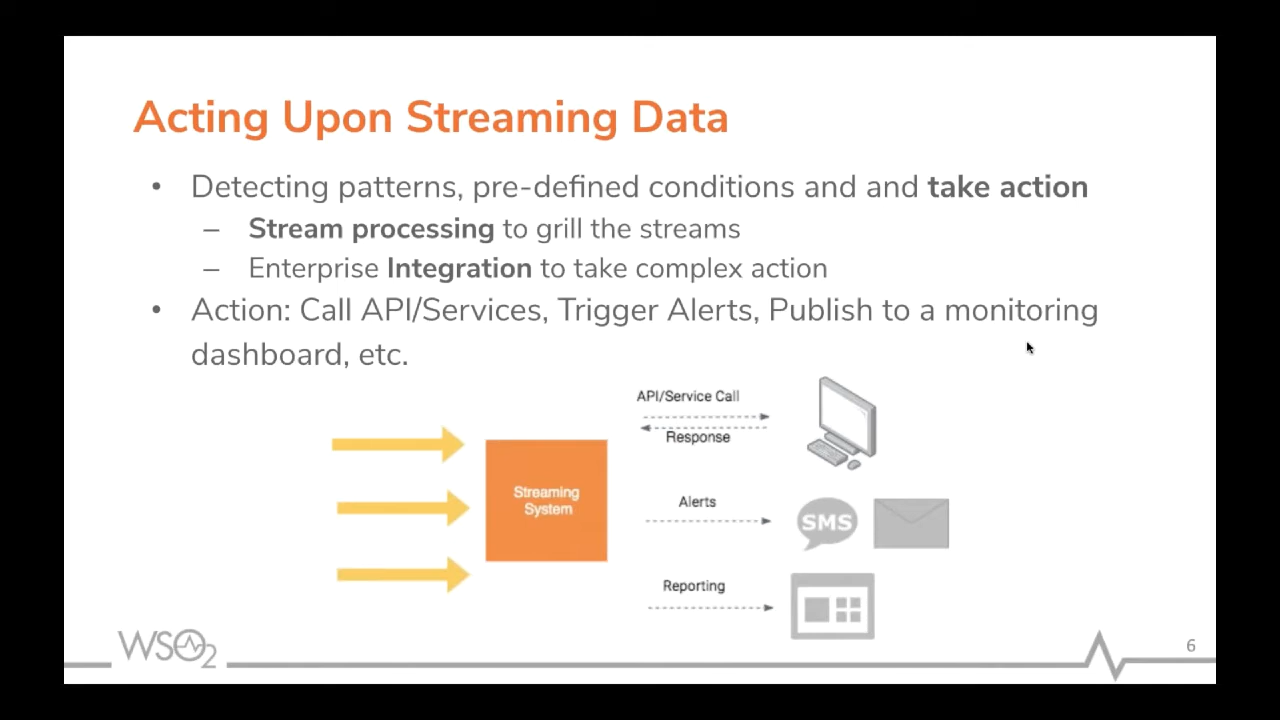 Acting Upon Streaming Data
• Detecting patterns, pre-defined conditions and and take action
– Stream processing to grill the streams
– Enterprise Integration to take complex action
• Action: Call API/Services, Trigger Alerts, Publish to a monitoring
dashboard, etc.
API/Service Call
Response
Streaming
System
Alerts
SMS
Reporting
WSO2
6